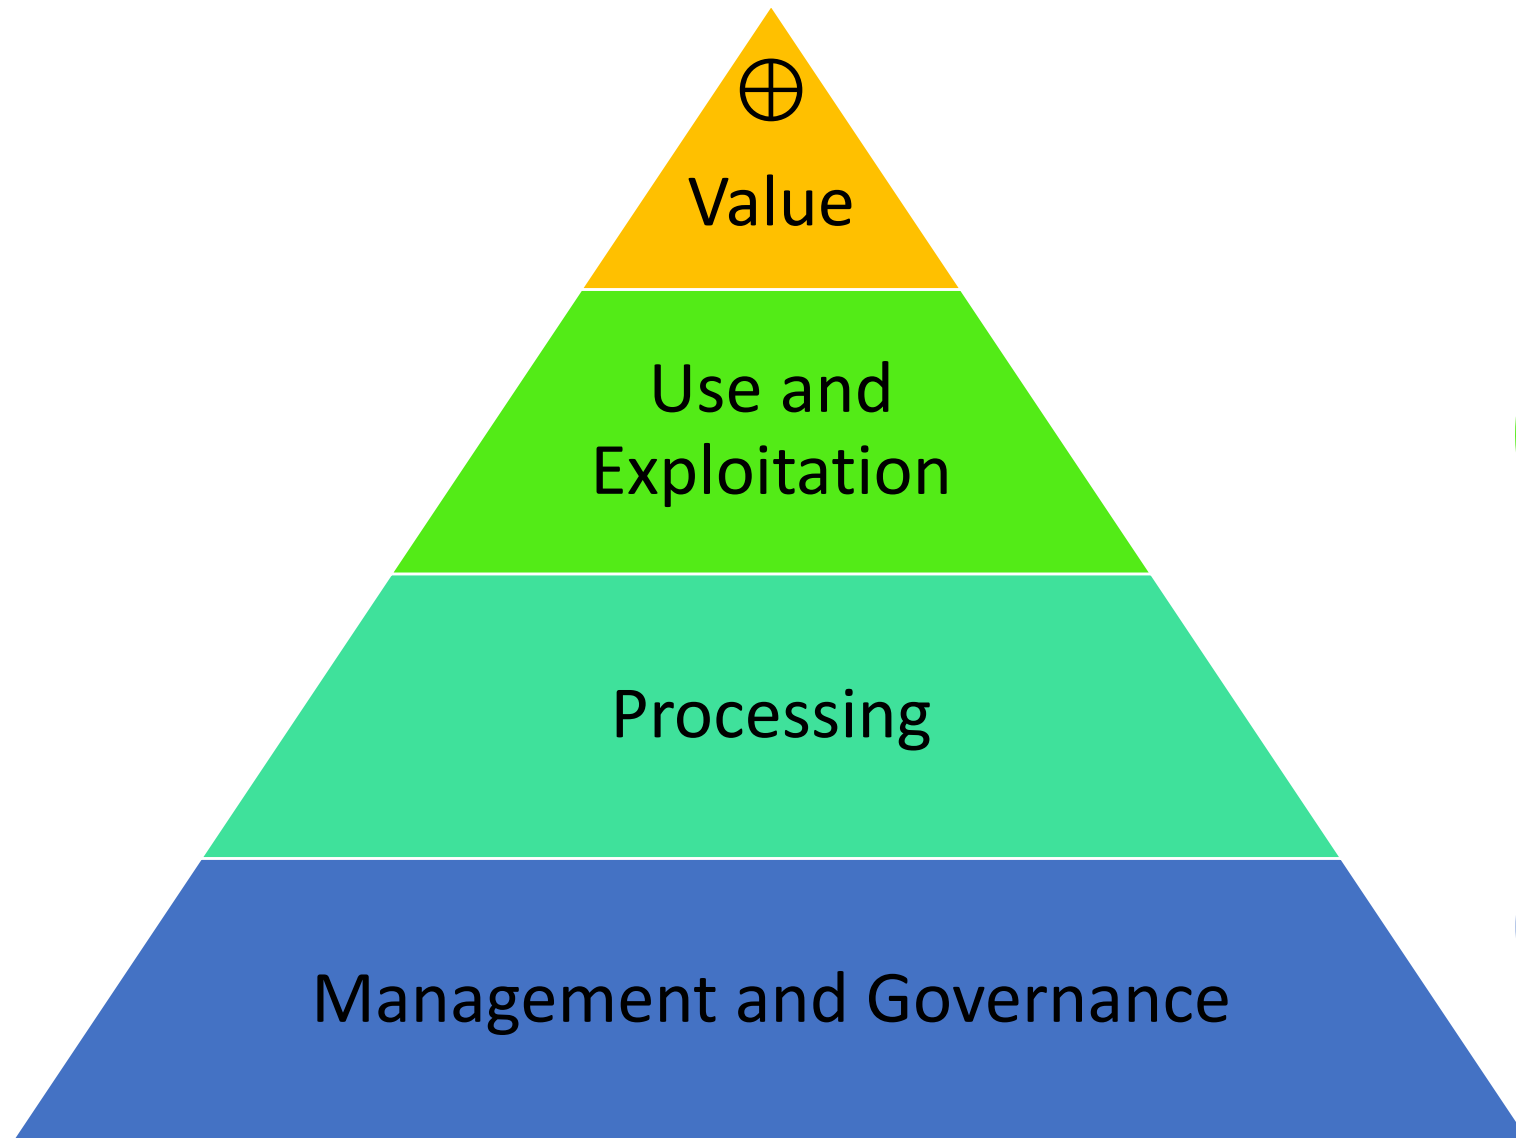 ⊕
Value
Use and
Exploitation
Processing
Management and Governance